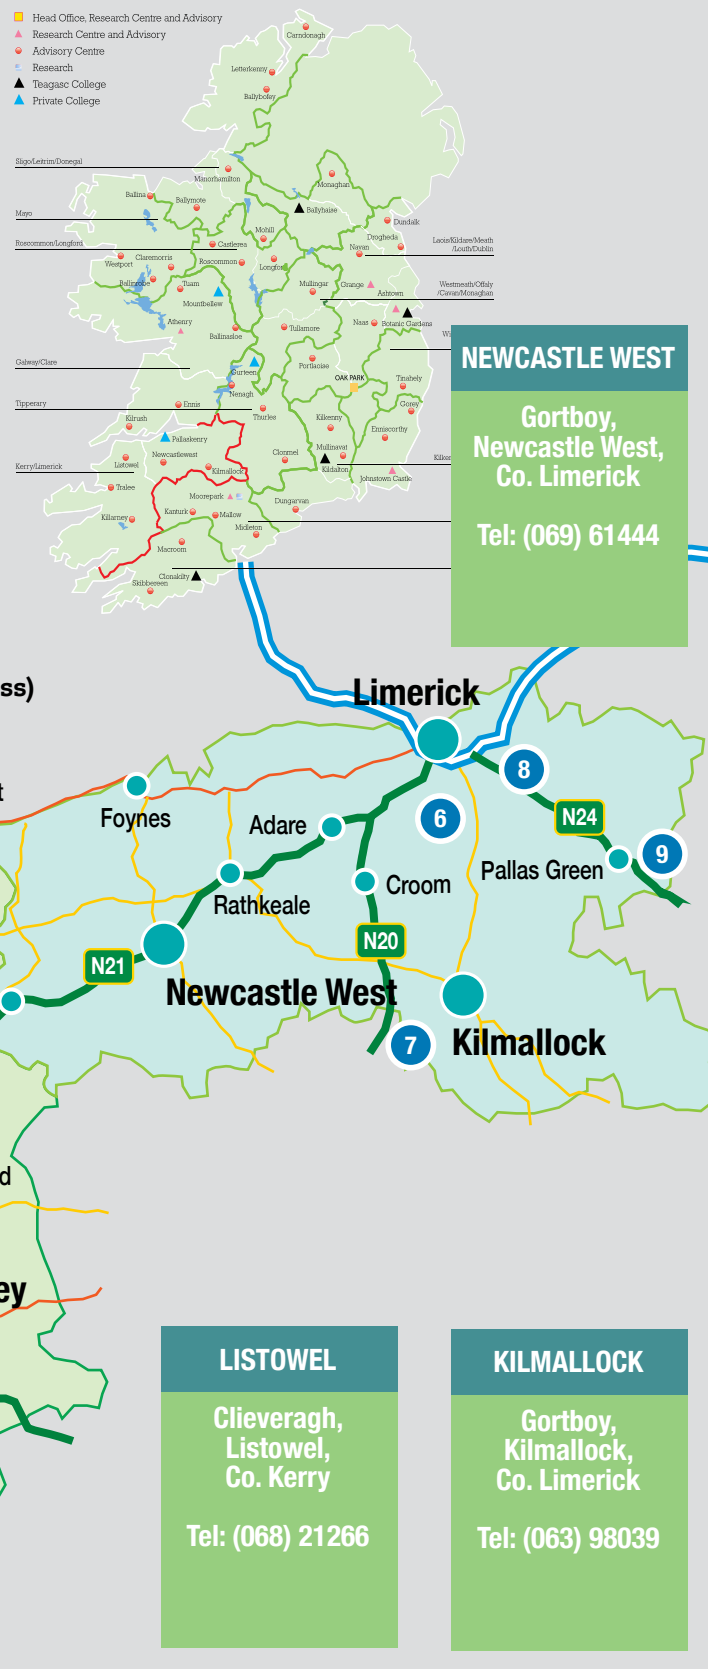 Head Office, Research Centre and Advisory
Research Centre and Advisory
Advisory Centre
Research
Teagasc College
Private College
Carndonagh
Letterkenny
Ballybofey
Sligo/Leitrim/Donegal
Manorhamilton
Monaghan
Ballina
Ballymote
Ballyhaise
Mayo
Dundalk
Mohill
Drogheda
Roscommon/Longford
Castlerea
Navan
Laois/Kildare/Meath
/Louth/Dublin
Westport
Claremorris
Roscommon
Longford
Ballinrobe
Tuam
Mullingar
Grange
Westmeath/Offaly
/Cavan/Monaghan
Ashtown
Mountbellew
Athenry
Ballinasloe
Tullamore
Naas
Botanic Gardens
Wi
Galway/Clare
Gurteen
Portlaoise
OAK PARK
Tinahely
Nenagh
Tipperary
Ennis
Thurles
Gorey
Kilrush
Kilkenny
Enniscorthy
Pallaskenry
Mullinavat
Kilken
Kerry/Limerick
Listowel
Newcastlewest
Kilmallock
Clonmel
Kildalton
Johnstown Castle
Tralee
Moorepark
Dungarvan
Killarney
Kanturk
Mallow
Midleton
Macroom
Clonakilty
Skibbereen
NEWCASTLE WEST
Gortboy,
Newcastle West,
Co. Limerick
Tel: (069) 61444
ss)
Limerick
8
t
Foynes
Adare
6
N24
9
Pallas Green
Croom
Rathkeale
N20
N21
Newcastle West
7
Kilmallock
d
ey
LISTOWEL
Clieveragh,
Listowel,
Co. Kerry
Tel: (068) 21266
KILMALLOCK
Gortboy,
Kilmallock,
Co. Limerick
Tel: (063) 98039